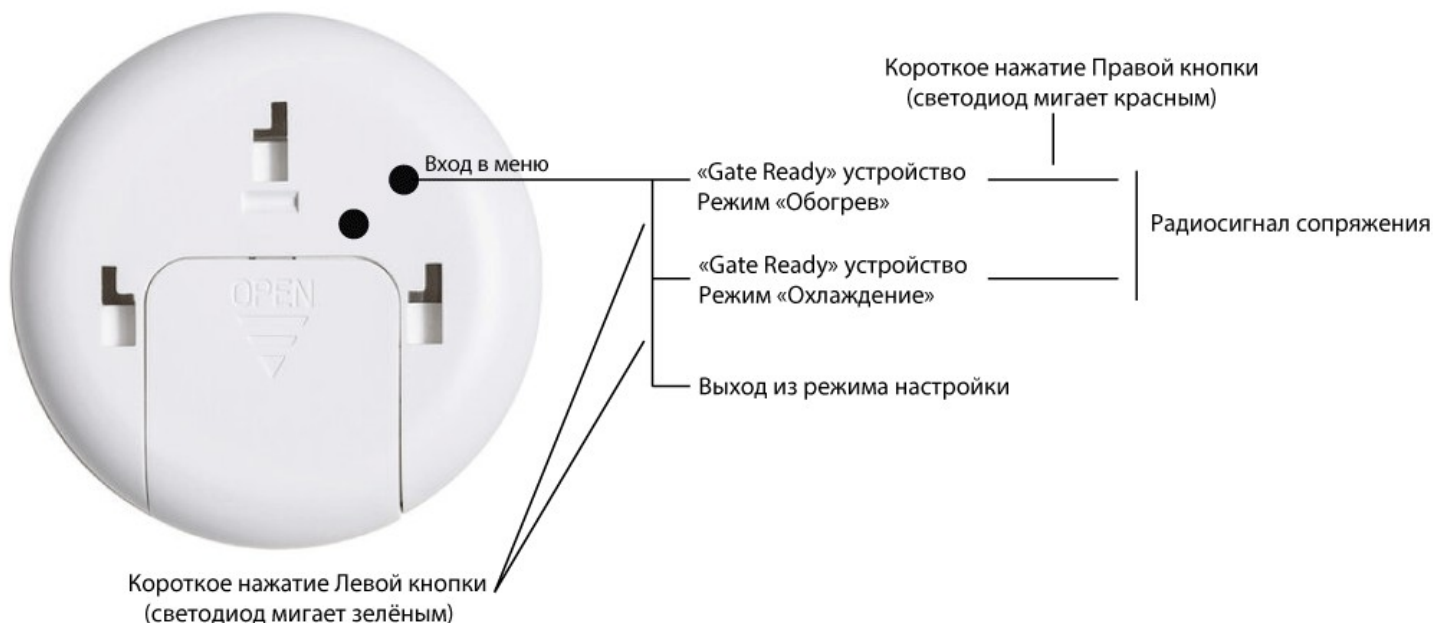 Короткое нажатие Правой кнопки
(светодиод мигает красным)
Вход в меню
«Gate Ready» устройство
Режим «Обогрев»
Радиосигнал сопряжения
«Gate Ready» устройство
Режим «Охлаждение»
OPEN
Выход из режима настройки
Короткое нажатие Левой кнопки
(светодиод мигает зелёным)